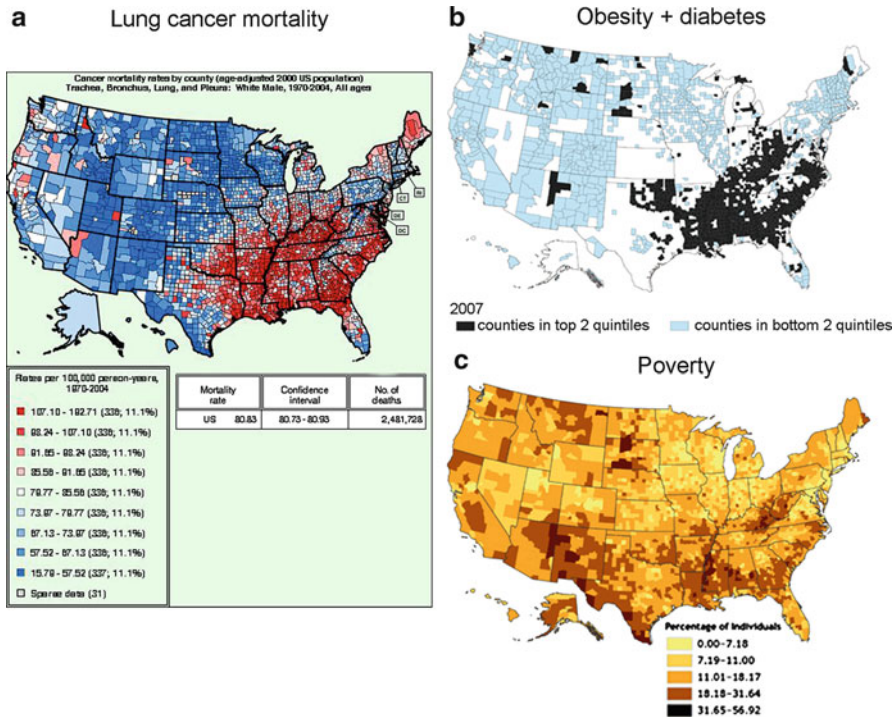 a
Lung cancer mortality
Cancer mortality rates by county (age-adjusted 2000 US population)
Trachea, Bronchus, Lung, and Pleura: White Male, 1970-2004, All ages
CT
RI
DE
DC
Rates per 100,000 person-years,
1970-2004
107.10 - 192.71 (338; 11.1%)
98.24 - 107.10 (338; 11.1%)
91.65 - 98.24 (338; 11.1%)
85.58 - 91.65 (338; 11.1%)
79.77 - 85.58 (338; 11.1%)
73.97 - 79.77 (338; 11.1%)
67.13 - 73.97 (338; 11.1%)
57.52 - 67.13 (338; 11.1%)
15.79 - 57.52 (337; 11.1%)
Sparse data (31)
Mortality rate
Confidence interval
No. of deaths
US 80.83
80.73 - 80.93
2,481,728
b
Obesity + diabetes
2007
counties in top 2 quintiles
counties in bottom 2 quintiles
c
Poverty
Percentage of Individuals
0.00-7.18
7.19-11.00
11.01-18.17
18.18-31.64
31.65-56.92